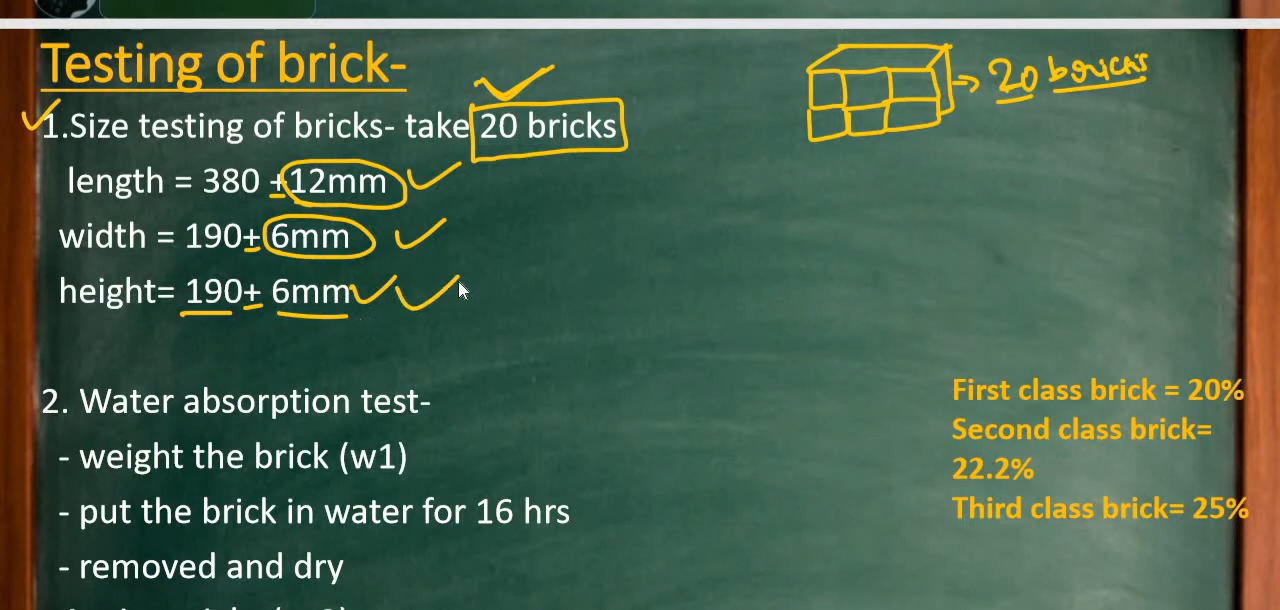 Testing of brick-
1.Size testing of bricks- take 20 bricks
→ 20 bricks
length = 380 +12mm
width = 190± 6mm
height= 190± 6mm
2. Water absorption test-
- weight the brick (w1)
- put the brick in water for 16 hrs
- removed and dry
First class brick = 20%
Second class brick=
22.2%
Third class brick= 25%